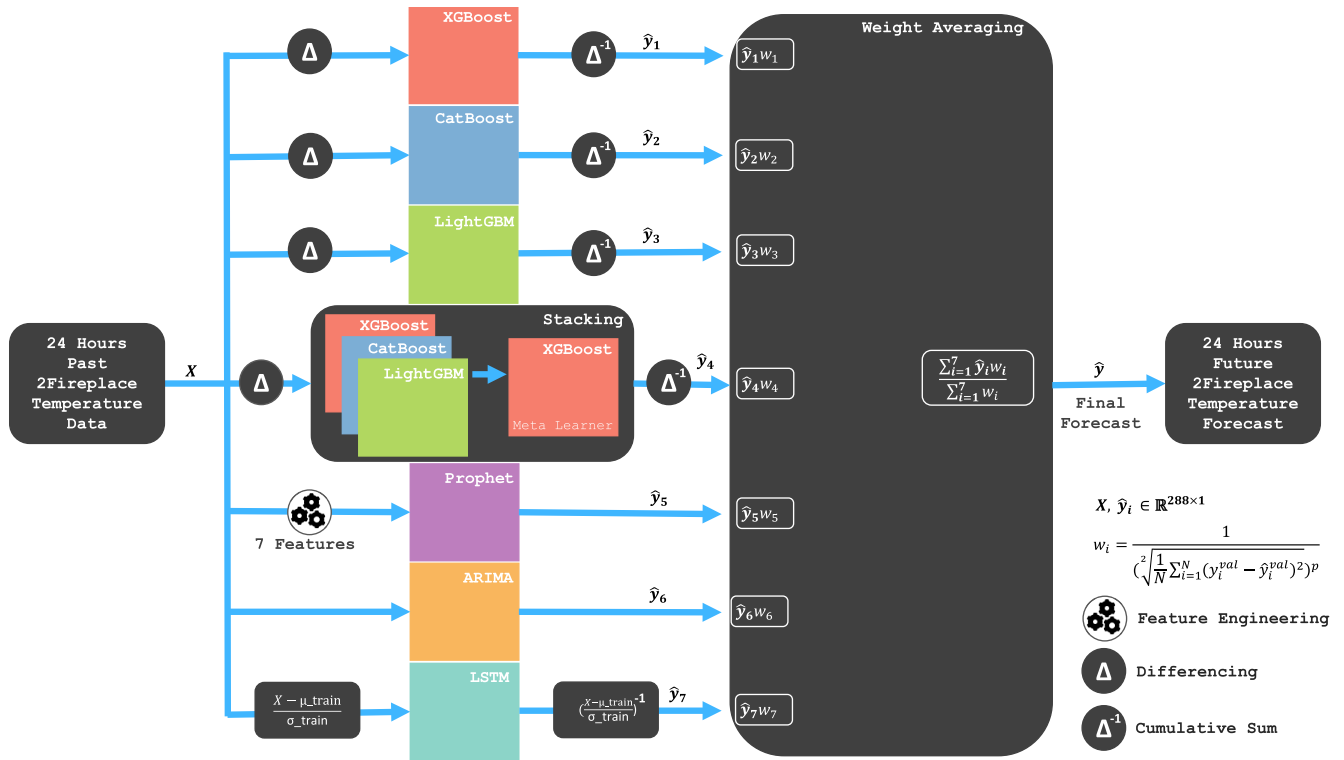 XGBoost
Weight Averaging
Δ
Δ⁻¹
ŷ₁
ŷ₁w₁
CatBoost
Δ
Δ⁻¹
ŷ₂
ŷ₂w₂
LightGBM
Δ
Δ⁻¹
ŷ₃
ŷ₃w₃
Stacking
XGBoost
CatBoost
LightGBM
XGBoost
Meta Learner
24 Hours
Past
2Fireplace
Temperature
Data
X
Δ
Δ⁻¹
ŷ₄
ŷ₄w₄
∑⁷ᵢ₌₁ ŷᵢwᵢ
∑⁷ᵢ₌₁ wᵢ
ŷ
Final
Forecast
24 Hours
Future
2Fireplace
Temperature
Forecast
Prophet
7 Features
ŷ₅
ŷ₅w₅
X, ŷᵢ ∈ ℝ²⁸⁸ˣ¹
wᵢ = 1 / (²√(1/N ∑ᴺᵢ₌₁(yᵢᵛᵃˡ − ŷᵢᵛᵃˡ)²))ᵖ
ARIMA
ŷ₆
ŷ₆w₆
Feature Engineering
LSTM
X − μ_train
σ_train
(X−μ_train / σ_train)⁻¹
ŷ₇
ŷ₇w₇
Δ
Differencing
Δ⁻¹
Cumulative Sum